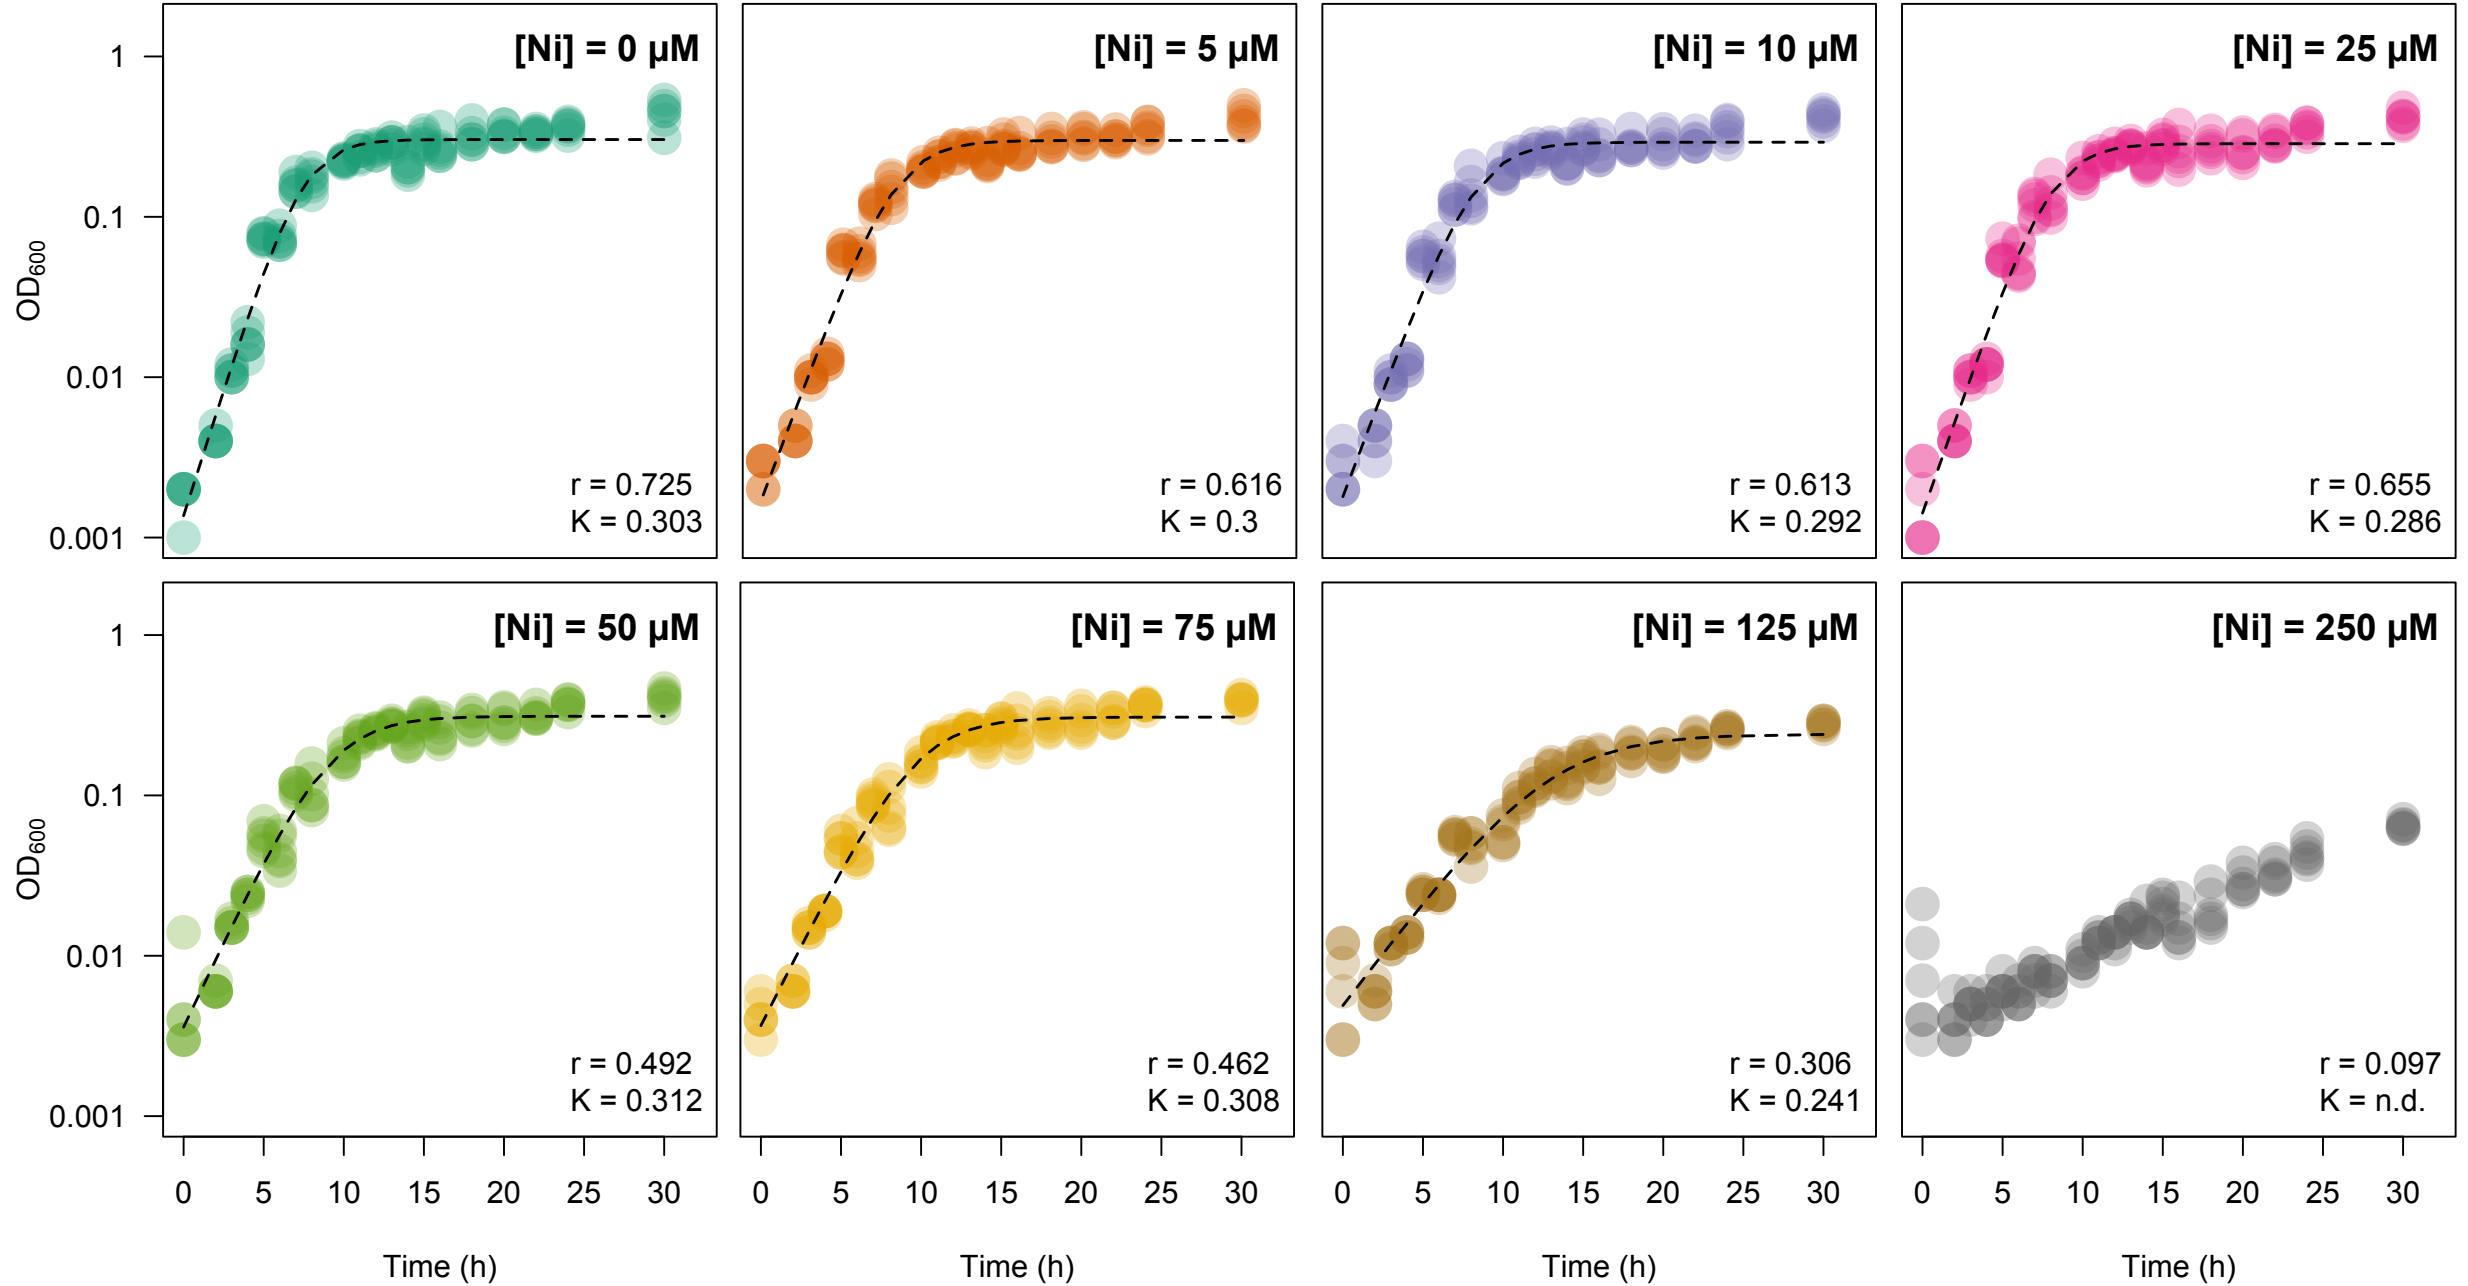 [Ni] = 0 µM
[Ni] = 5 µM
[Ni] = 10 µM
[Ni] = 25 µM
1
0.1
0.01
0.001
OD600
r = 0.725
K = 0.303
r = 0.616
K = 0.3
r = 0.613
K = 0.292
r = 0.655
K = 0.286
[Ni] = 50 µM
[Ni] = 75 µM
[Ni] = 125 µM
[Ni] = 250 µM
1
0.1
0.01
0.001
OD600
r = 0.492
K = 0.312
r = 0.462
K = 0.308
r = 0.306
K = 0.241
r = 0.097
K = n.d.
0 5 10 15 20 25 30
0 5 10 15 20 25 30
0 5 10 15 20 25 30
0 5 10 15 20 25 30
Time (h)
Time (h)
Time (h)
Time (h)